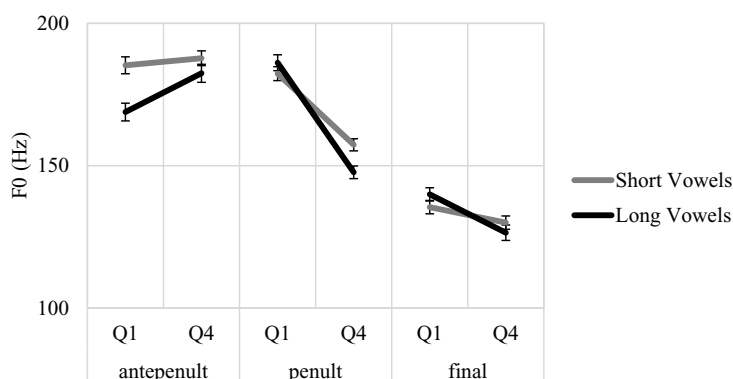 200
150
100
F0 (Hz)
Short Vowels
Long Vowels
Q1 Q4 Q1 Q4 Q1 Q4
antepenult penult final